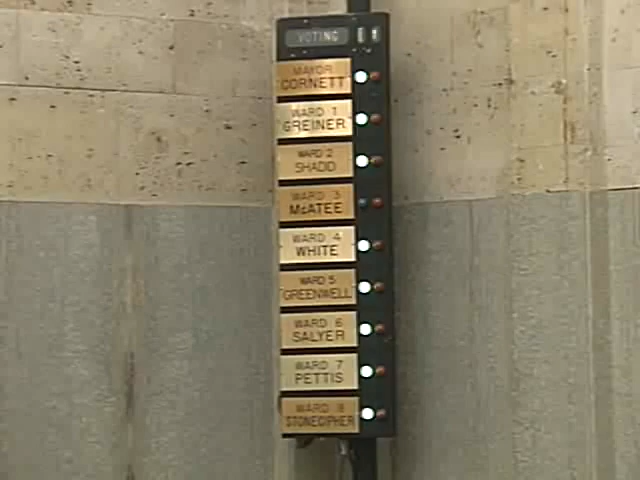 VOTING
MAYOR
CORNETT
WARD 1
GREINER
WARD 2
SHADD
WARD 3
McATEE
WARD 4
WHITE
WARD 5
GREENWELL
WARD 6
SALYER
WARD 7
PETTIS
WARD 8
STONECIPHER